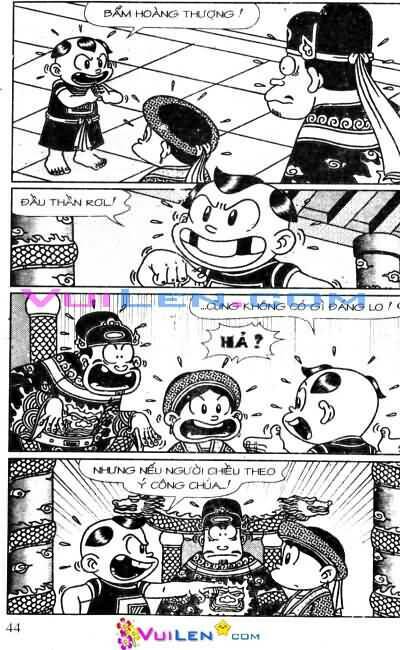 BẨM HOÀNG THƯỢNG !
ĐẦU THẦN RƠI..!
VUILEN.COM
...CŨNG KHÔNG CÓ GÌ ĐÁNG LO !
HẢ ?
NHƯNG NẾU NGƯỜI CHIỀU THEO
Ý CÔNG CHÚA..!
44
VUILEN.COM